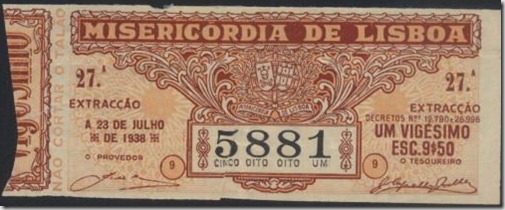 MISERICORDIA DE LISBOA
NÃO CORTAR O TALÃO
27.ª
EXTRACÇÃO
A 23 DE JULHO
DE 1938
O PROVEDOR
9
5881
CINCO OITO OITO UM
9
27.ª
EXTRACÇÃO
DECRETOS Nos 12.790 e 26.996
UM VIGÉSIMO
ESC. 9$50
O TESOUREIRO